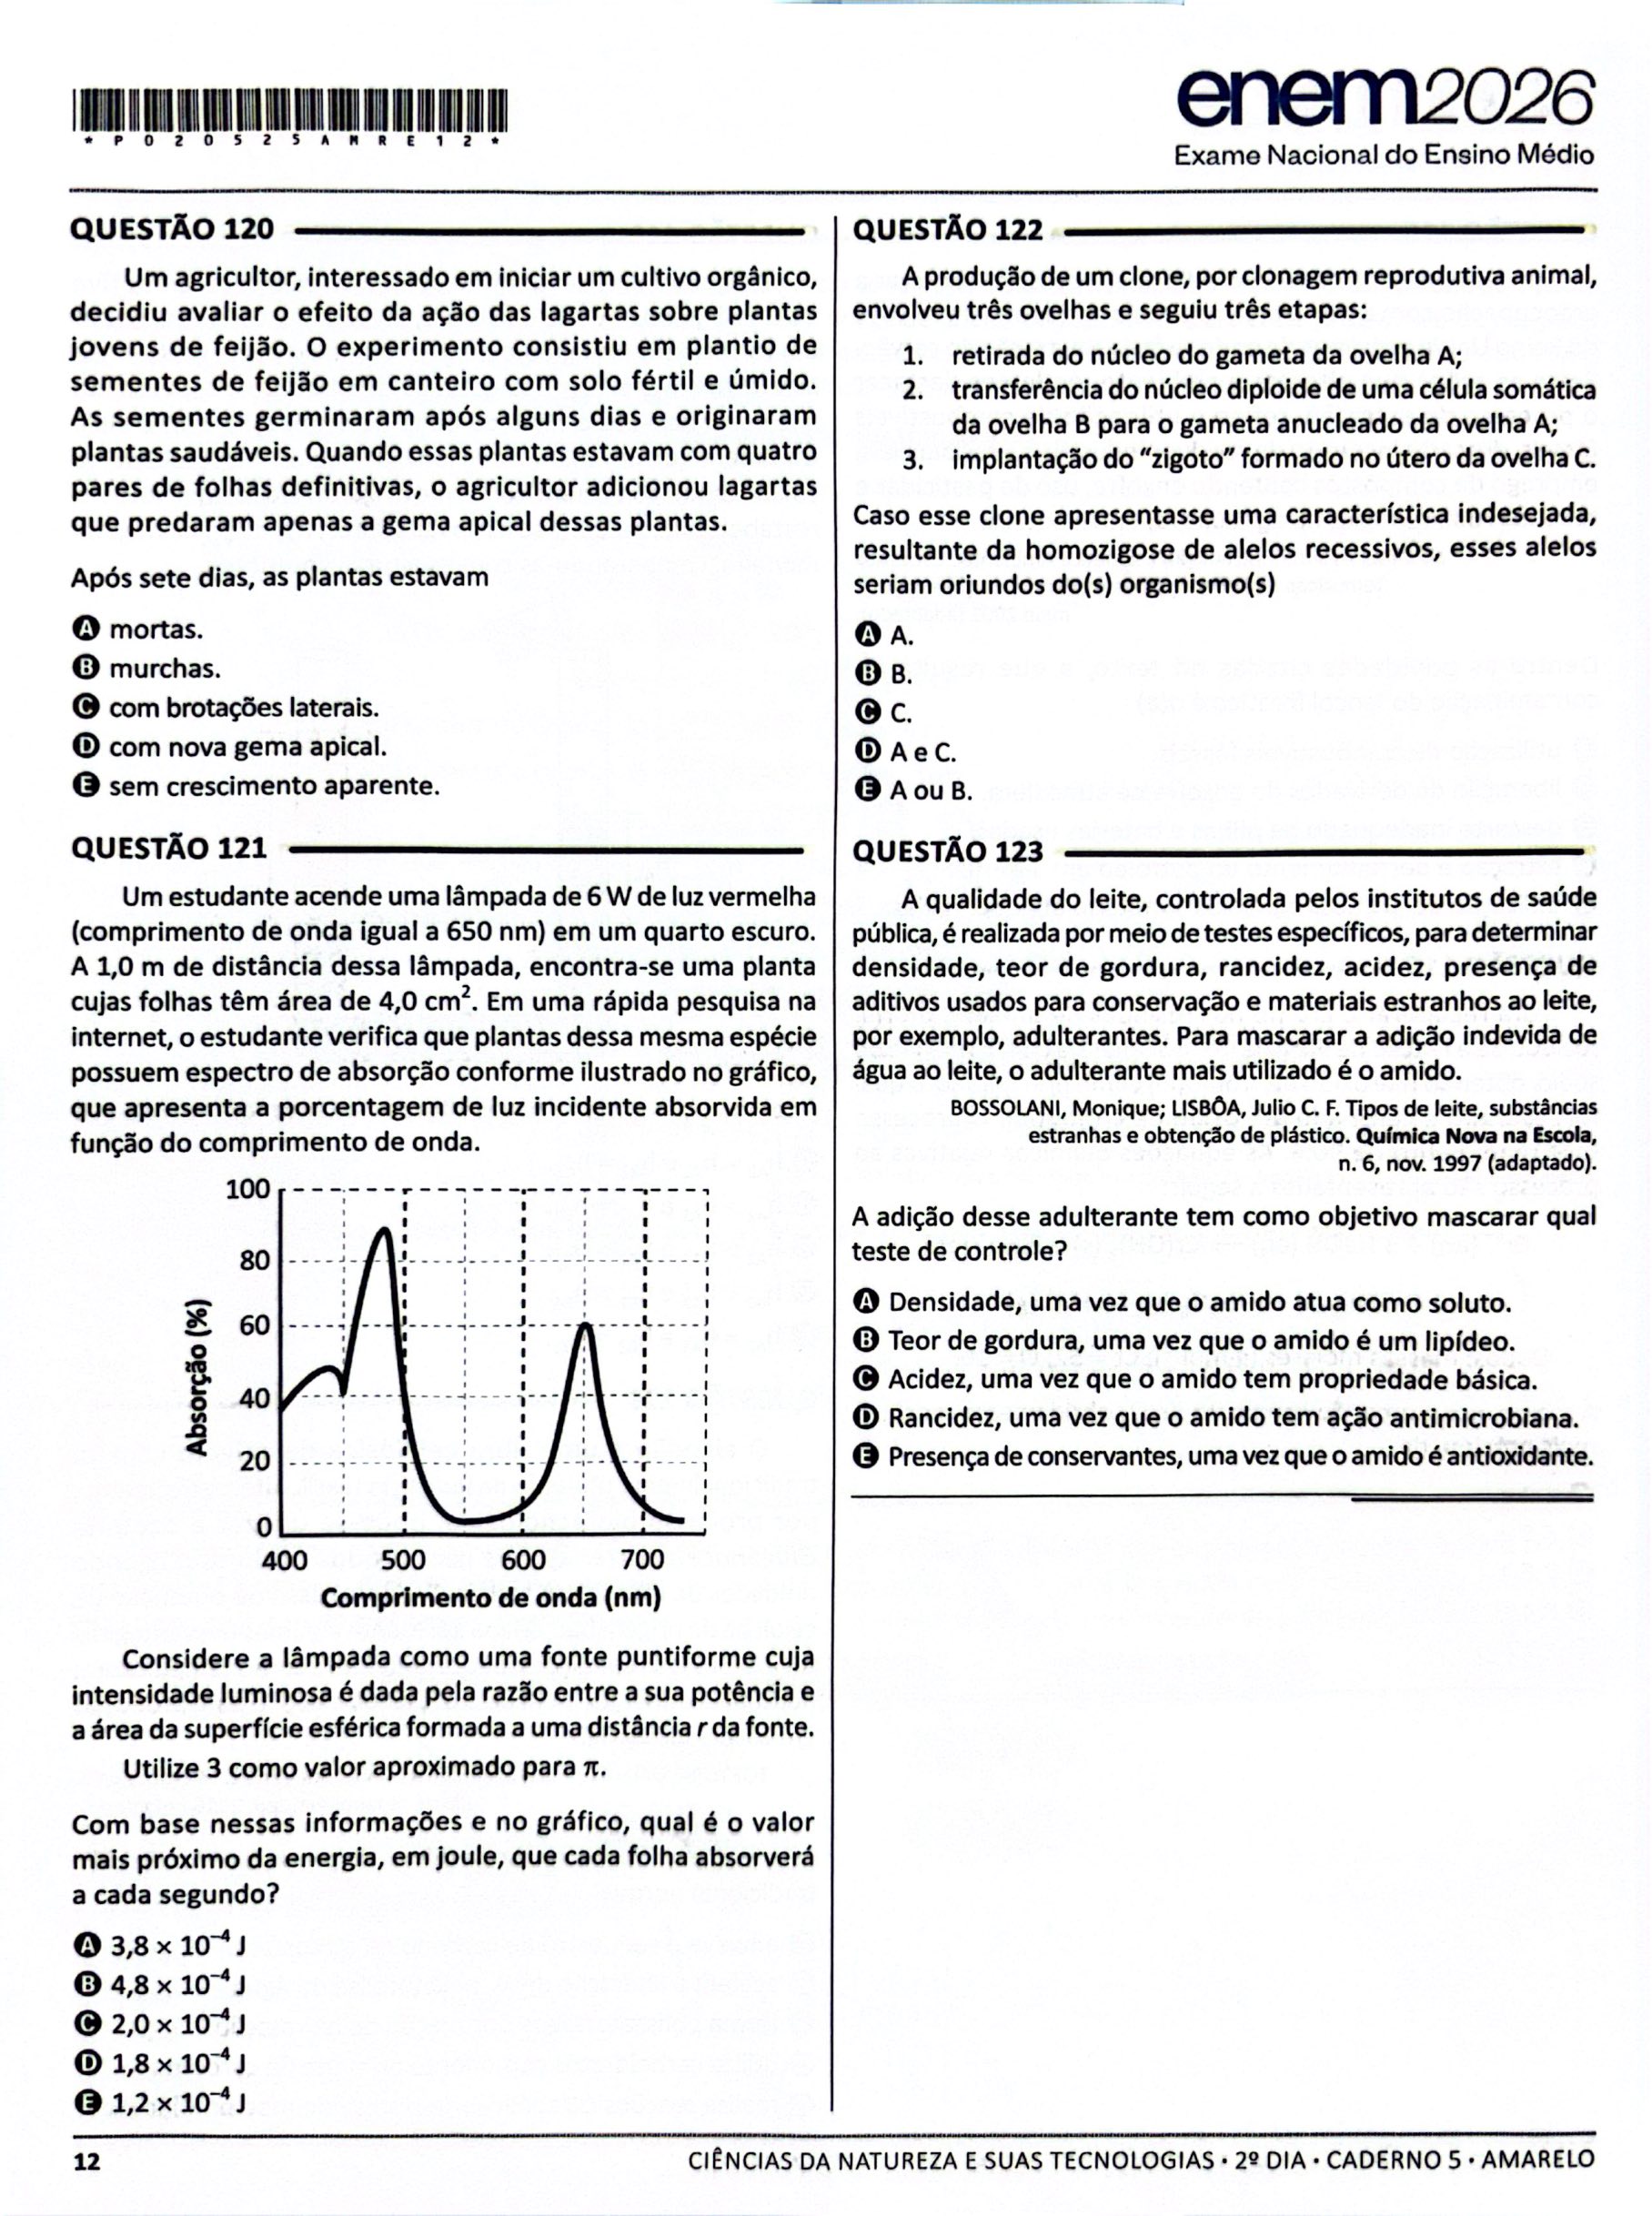 * P 0 2 0 5 2 5 A M R E 1 2 *
enem2026
Exame Nacional do Ensino Médio
QUESTÃO 120
Um agricultor, interessado em iniciar um cultivo orgânico,
decidiu avaliar o efeito da ação das lagartas sobre plantas
jovens de feijão. O experimento consistiu em plantio de
sementes de feijão em canteiro com solo fértil e úmido.
As sementes germinaram após alguns dias e originaram
plantas saudáveis. Quando essas plantas estavam com quatro
pares de folhas definitivas, o agricultor adicionou lagartas
que predaram apenas a gema apical dessas plantas.
Após sete dias, as plantas estavam
A mortas.
B murchas.
C com brotações laterais.
D com nova gema apical.
E sem crescimento aparente.
QUESTÃO 121
Um estudante acende uma lâmpada de 6 W de luz vermelha
(comprimento de onda igual a 650 nm) em um quarto escuro.
A 1,0 m de distância dessa lâmpada, encontra-se uma planta
cujas folhas têm área de 4,0 cm². Em uma rápida pesquisa na
internet, o estudante verifica que plantas dessa mesma espécie
possuem espectro de absorção conforme ilustrado no gráfico,
que apresenta a porcentagem de luz incidente absorvida em
função do comprimento de onda.
100
80
60
40
20
0
Absorção (%)
400 500 600 700
Comprimento de onda (nm)
Considere a lâmpada como uma fonte puntiforme cuja
intensidade luminosa é dada pela razão entre a sua potência e
a área da superfície esférica formada a uma distância r da fonte.
Utilize 3 como valor aproximado para π.
Com base nessas informações e no gráfico, qual é o valor
mais próximo da energia, em joule, que cada folha absorverá
a cada segundo?
A 3,8 × 10⁻⁴ J
B 4,8 × 10⁻⁴ J
C 2,0 × 10⁻⁴ J
D 1,8 × 10⁻⁴ J
E 1,2 × 10⁻⁴ J
QUESTÃO 122
A produção de um clone, por clonagem reprodutiva animal,
envolveu três ovelhas e seguiu três etapas:
1. retirada do núcleo do gameta da ovelha A;
2. transferência do núcleo diploide de uma célula somática
da ovelha B para o gameta anucleado da ovelha A;
3. implantação do “zigoto” formado no útero da ovelha C.
Caso esse clone apresentasse uma característica indesejada,
resultante da homozigose de alelos recessivos, esses alelos
seriam oriundos do(s) organismo(s)
A A.
B B.
C C.
D A e C.
E A ou B.
QUESTÃO 123
A qualidade do leite, controlada pelos institutos de saúde
pública, é realizada por meio de testes específicos, para determinar
densidade, teor de gordura, rancidez, acidez, presença de
aditivos usados para conservação e materiais estranhos ao leite,
por exemplo, adulterantes. Para mascarar a adição indevida de
água ao leite, o adulterante mais utilizado é o amido.
BOSSOLANI, Monique; LISBÔA, Julio C. F. Tipos de leite, substâncias
estranhas e obtenção de plástico. Química Nova na Escola,
n. 6, nov. 1997 (adaptado).
A adição desse adulterante tem como objetivo mascarar qual
teste de controle?
A Densidade, uma vez que o amido atua como soluto.
B Teor de gordura, uma vez que o amido é um lipídeo.
C Acidez, uma vez que o amido tem propriedade básica.
D Rancidez, uma vez que o amido tem ação antimicrobiana.
E Presença de conservantes, uma vez que o amido é antioxidante.
12
CIÊNCIAS DA NATUREZA E SUAS TECNOLOGIAS • 2º DIA • CADERNO 5 • AMARELO